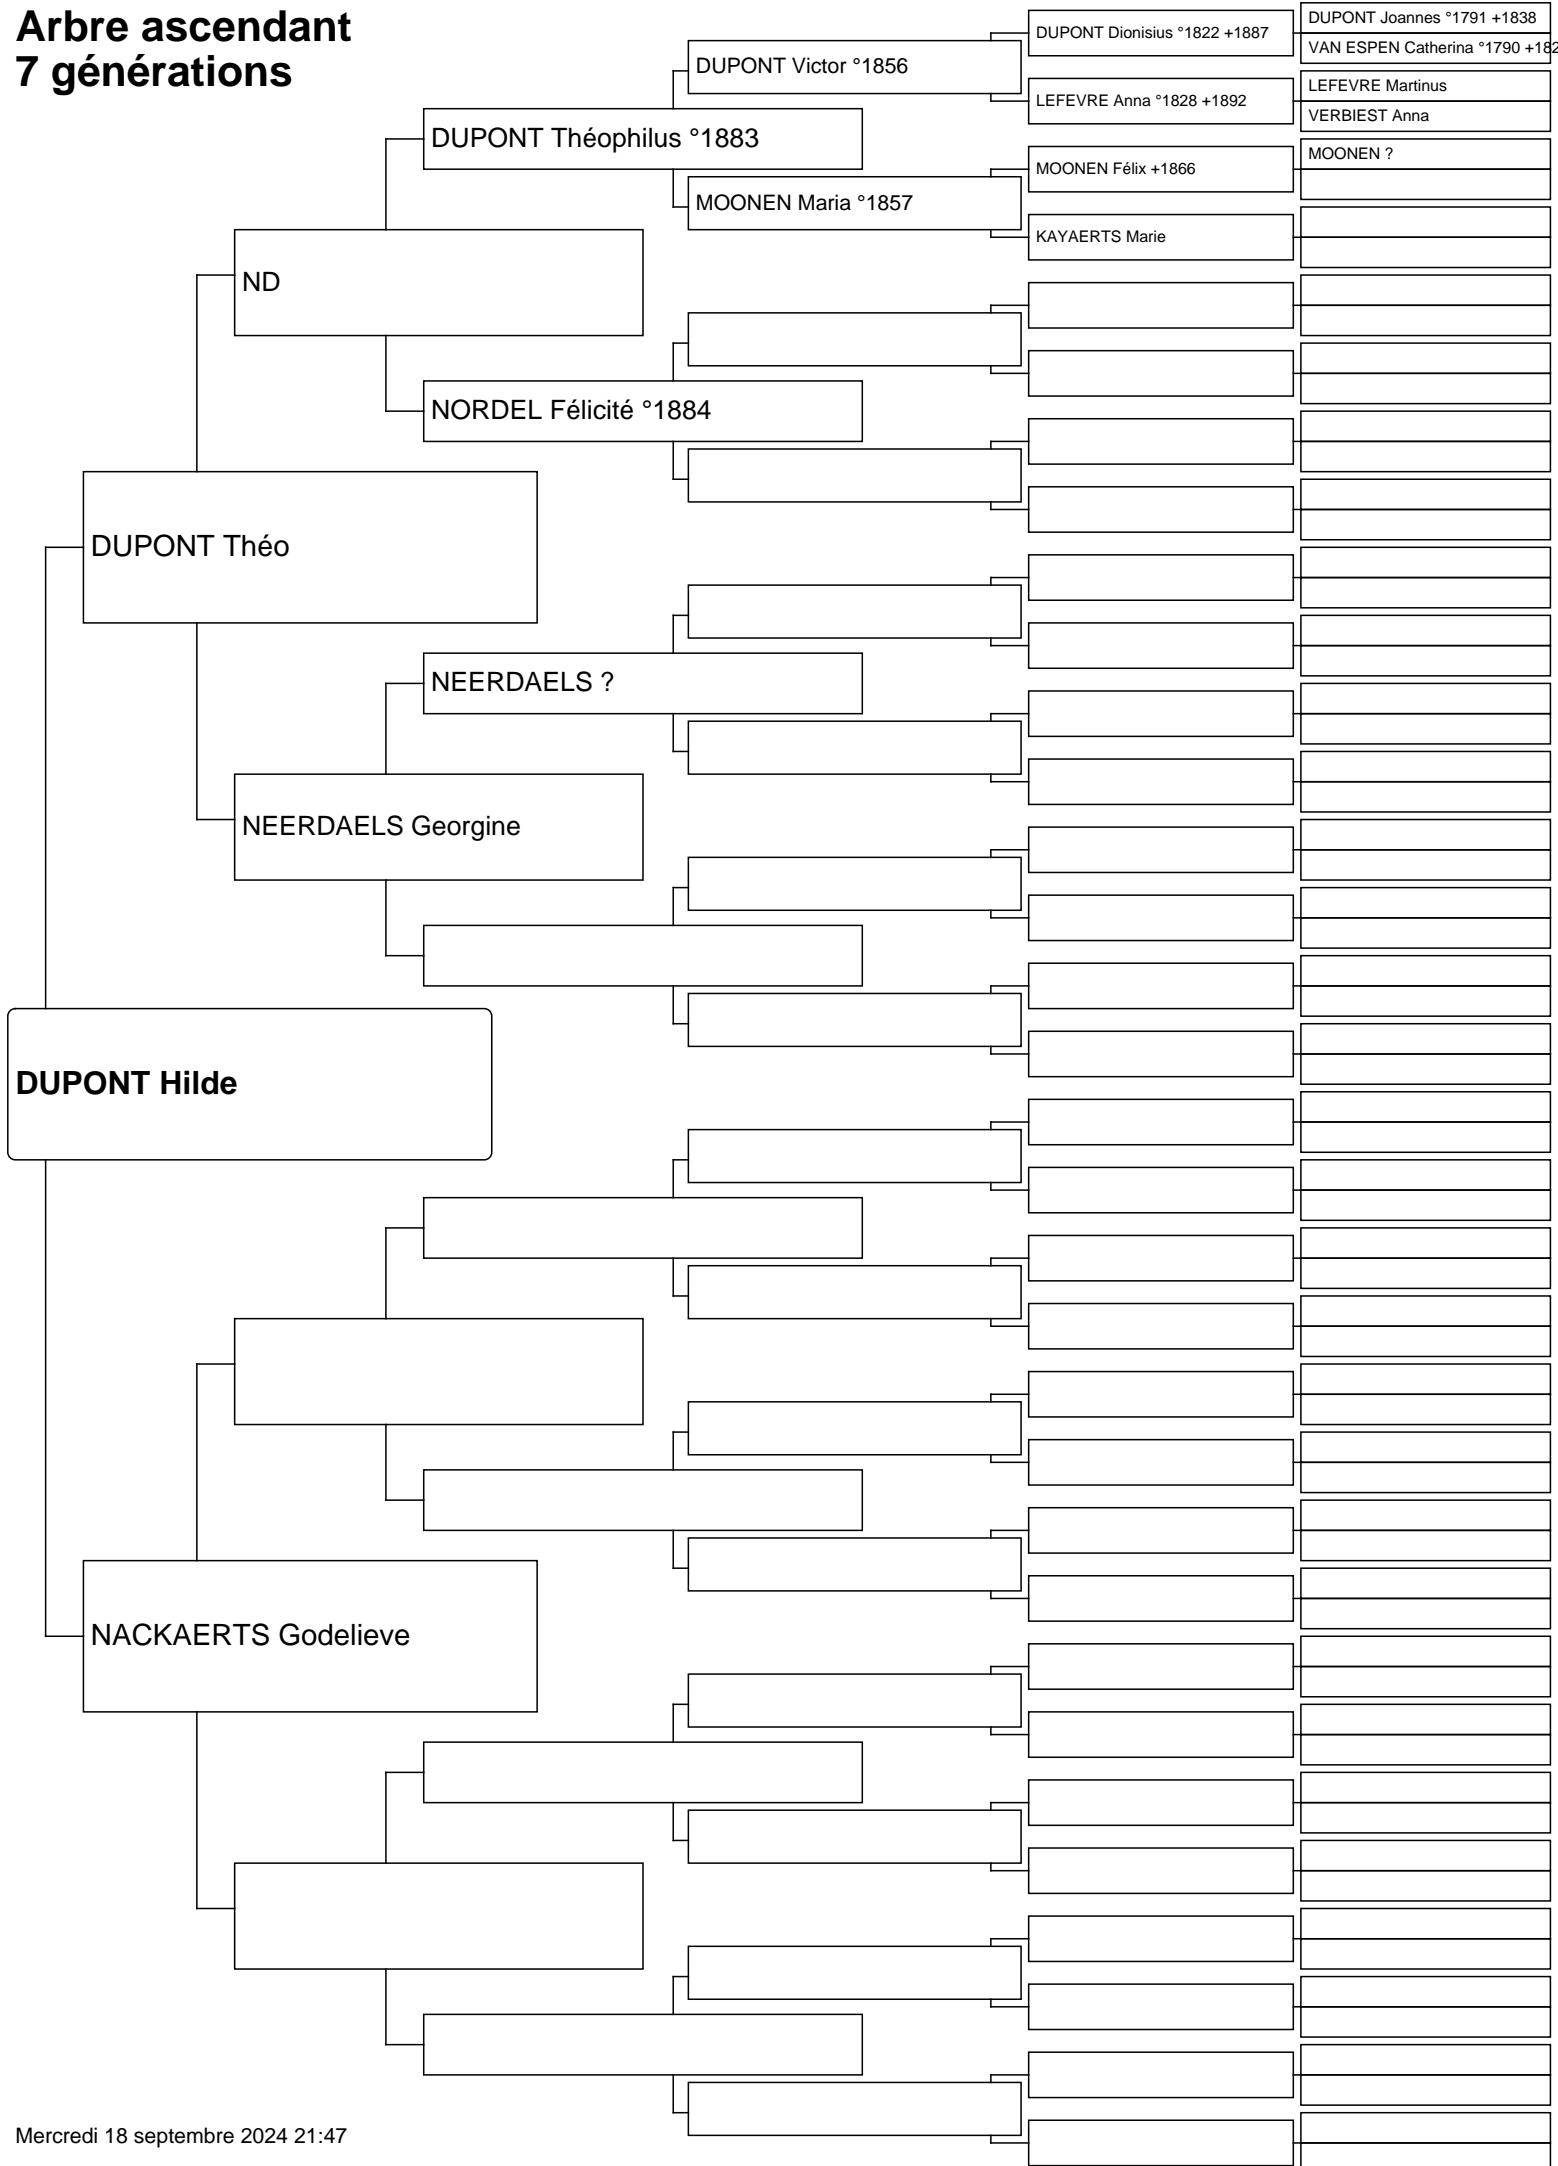 Arbre ascendant
7 générations
DUPONT Joannes °1791 +1838
DUPONT Dionisius °1822 +1887
VAN ESPEN Catherina °1790 +182
DUPONT Victor °1856
LEFEVRE Martinus
LEFEVRE Anna °1828 +1892
VERBIEST Anna
DUPONT Théophilus °1883
MOONEN ?
MOONEN Félix +1866
MOONEN Maria °1857
KAYAERTS Marie
ND
NORDEL Félicité °1884
DUPONT Théo
NEERDAELS ?
NEERDAELS Georgine
DUPONT Hilde
NACKAERTS Godelieve
Mercredi 18 septembre 2024 21:47